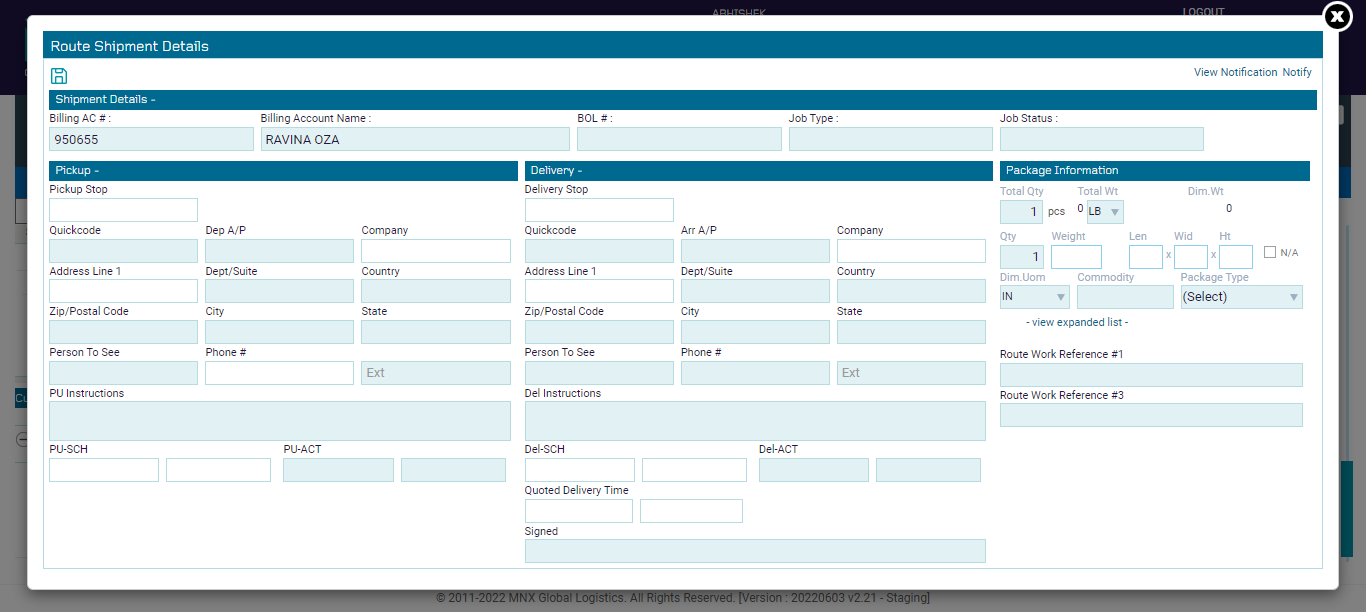 ABHISHEK LOGOUT
Route Shipment Details
View Notification Notify
Shipment Details -
Billing AC # : Billing Account Name : BOL # : Job Type : Job Status :
950655 RAVINA OZA
Pickup - Delivery - Package Information
Pickup Stop Delivery Stop Total Qty Total Wt Dim.Wt
1 pcs 0 LB 0
Quickcode Dep A/P Company Quickcode Arr A/P Company Qty Weight Len Wid Ht
1 x x N/A
Address Line 1 Dept/Suite Country Address Line 1 Dept/Suite Country Dim.Uom Commodity Package Type
IN (Select)
Zip/Postal Code City State Zip/Postal Code City State
- view expanded list -
Person To See Phone # Person To See Phone # Route Work Reference #1
Ext Ext
PU Instructions Del Instructions Route Work Reference #3
Cu
PU-SCH PU-ACT Del-SCH Del-ACT
Quoted Delivery Time
Signed
© 2011-2022 MNX Global Logistics. All Rights Reserved. [Version : 20220603 v2.21 - Staging]